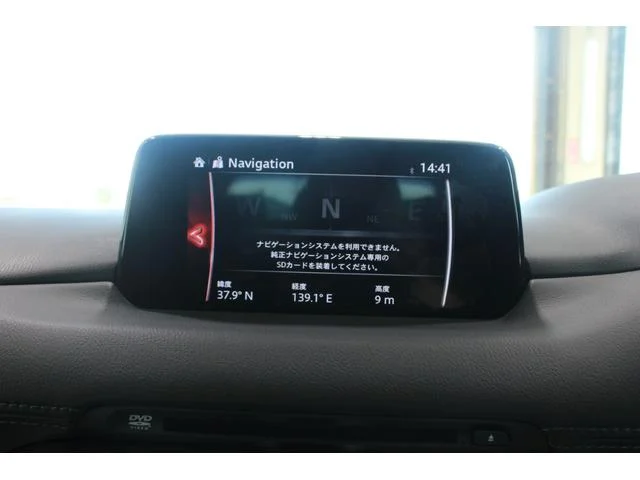 Navigation
14:41
W NW N NE E
ナビゲーションシステムを利用できません。
純正ナビゲーションシステム専用の
SDカードを装着してください。
緯度 経度 高度
37.9° N 139.1° E 9 m
DVD
VIDEO